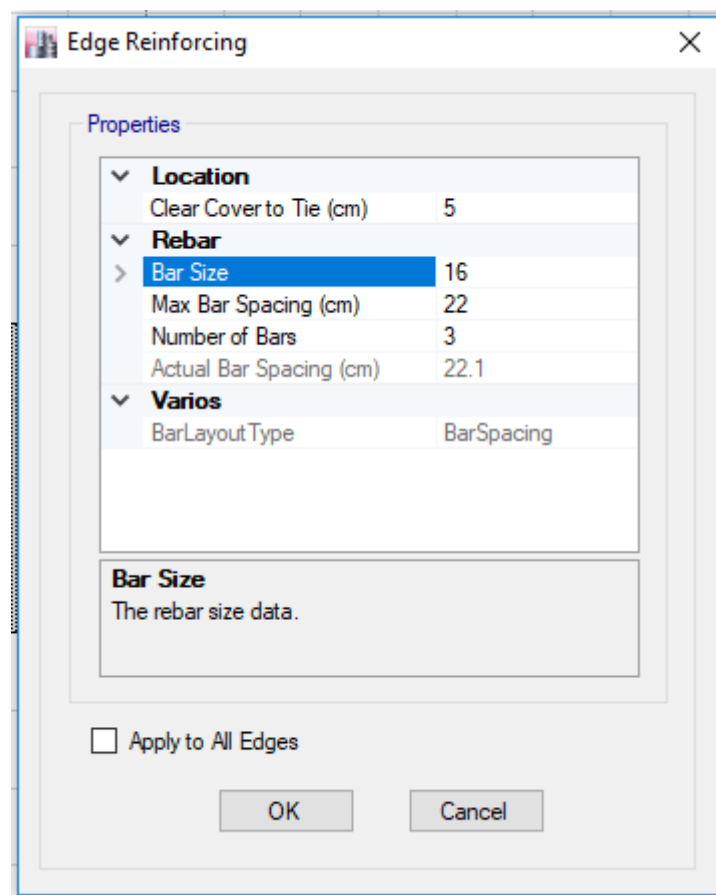 Edge Reinforcing
Properties
Location
Clear Cover to Tie (cm) 5
Rebar
Bar Size 16
Max Bar Spacing (cm) 22
Number of Bars 3
Actual Bar Spacing (cm) 22.1
Varios
BarLayoutType BarSpacing
Bar Size
The rebar size data.
Apply to All Edges
OK Cancel